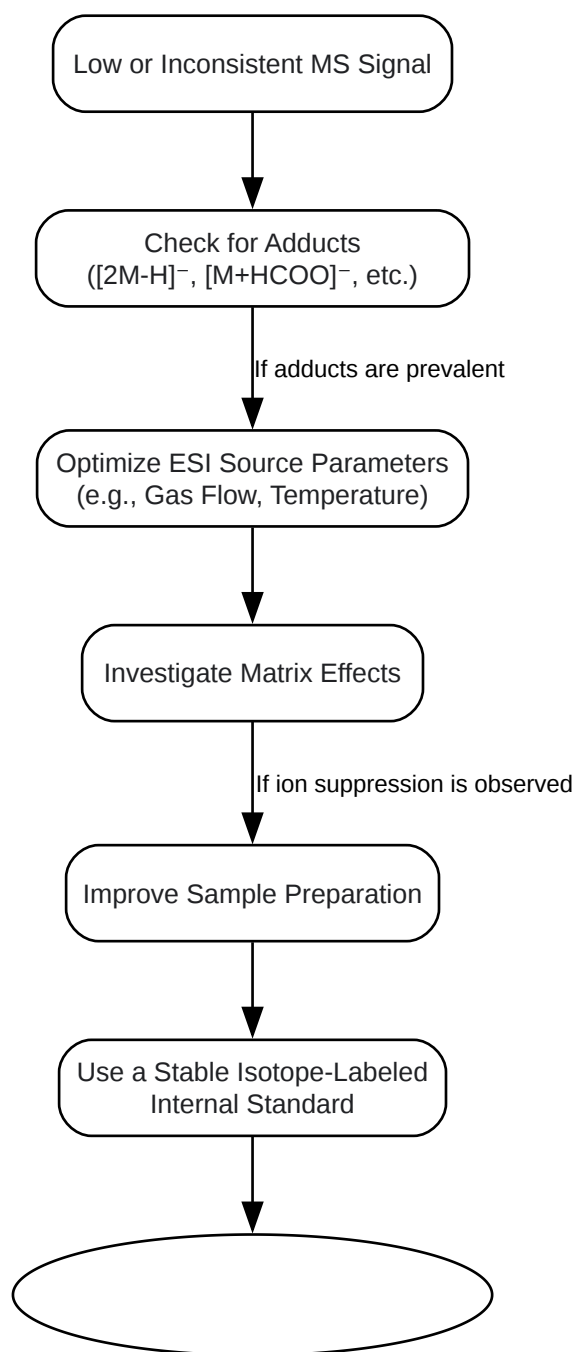 Low or Inconsistent MS Signal
Check for Adducts
([2M-H]⁻, [M+HCOO]⁻, etc.)
If adducts are prevalent
Optimize ESI Source Parameters
(e.g., Gas Flow, Temperature)
Investigate Matrix Effects
If ion suppression is observed
Improve Sample Preparation
Use a Stable Isotope-Labeled
Internal Standard